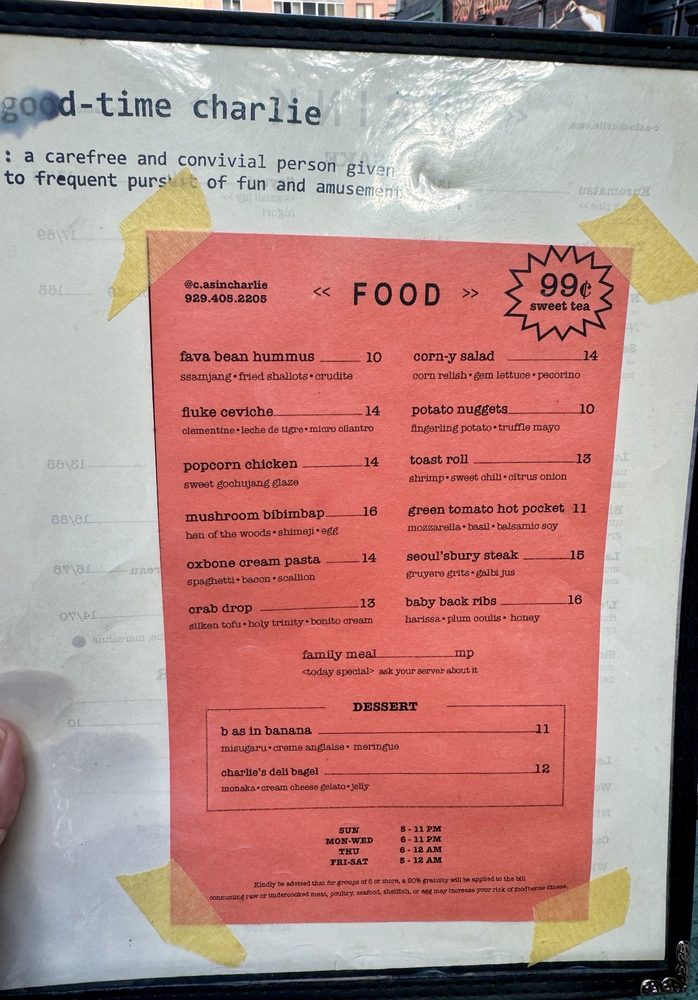 good-time charlie
: a carefree and convivial person given
to frequent pursuit of fun and amusement
@c.asincharlie
929.405.2205
<< FOOD >>
99¢
sweet tea
fava bean hummus 10
ssamjang • fried shallots • crudite
fluke ceviche 14
clementine • leche de tigre • micro cilantro
popcorn chicken 14
sweet gochujang glaze
mushroom bibimbap 16
hen of the woods • shimeji • egg
oxbone cream pasta 14
spaghetti • bacon • scallion
crab drop 13
silken tofu • holy trinity • bonito cream
corn-y salad 14
corn relish • gem lettuce • pecorino
potato nuggets 10
fingerling potato • truffle mayo
toast roll 13
shrimp • sweet chili • citrus onion
green tomato hot pocket 11
mozzarella • basil • balsamic soy
seoul'sbury steak 15
gruyere grits • galbi jus
baby back ribs 16
harissa • plum coulis • honey
family meal mp
<today special> ask your server about it
DESSERT
b as in banana 11
misugaru • creme anglaise • meringue
charlie's deli bagel 12
monaka • cream cheese gelato • jelly
SUN 5 - 11 PM
MON-WED 6 - 11 PM
THU 6 - 12 AM
FRI-SAT 5 - 12 AM
Kindly be advised that for groups of 5 or more, a 20% gratuity will be applied to the bill
consuming raw or undercooked meat, poultry, seafood, shellfish, or egg may increase your risk of foodborne illness.